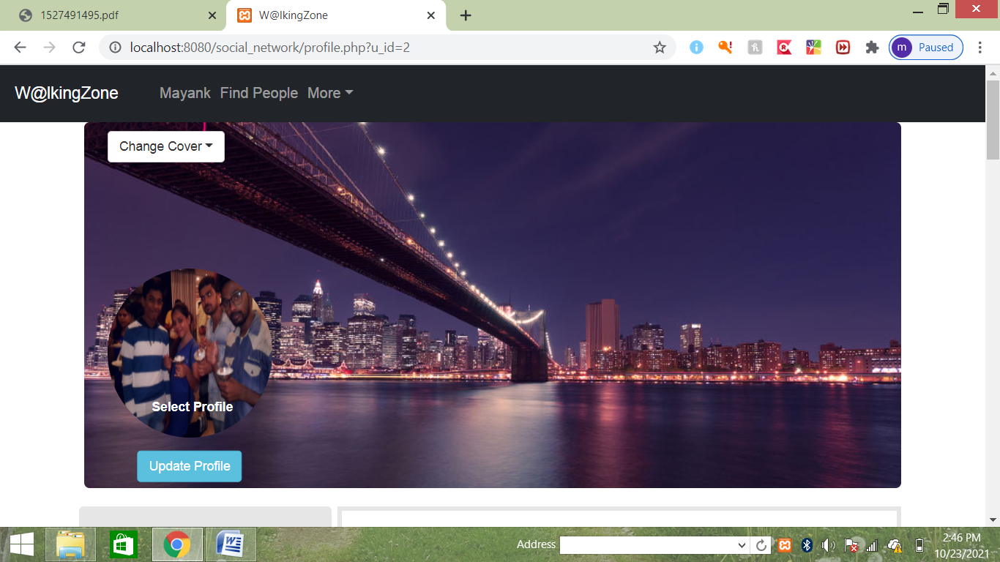 1527491495.pdf
W@lkingZone
localhost:8080/social_network/profile.php?u_id=2
m
Paused
W@lkingZone
Mayank
Find People
More
Change Cover
Select Profile
Update Profile
Address
2:46 PM
10/23/2021